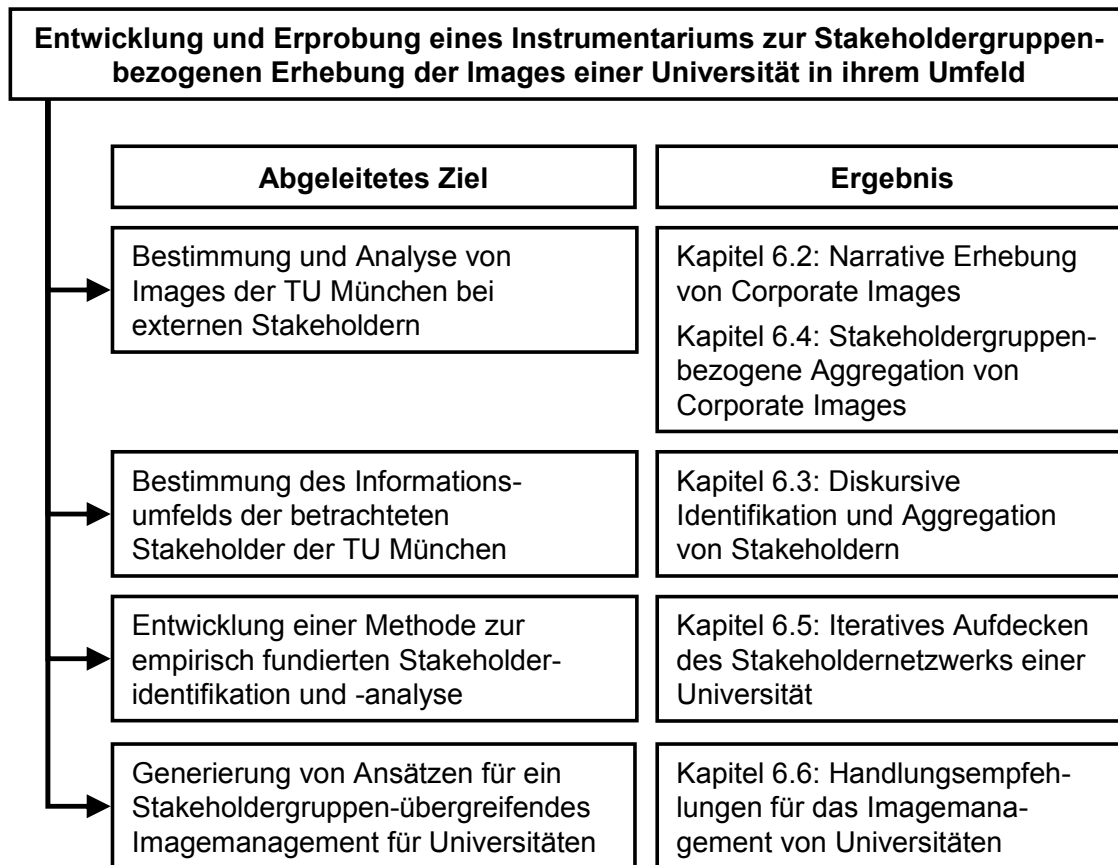 Entwicklung und Erprobung eines Instrumentariums zur Stakeholdergruppen-
bezogenen Erhebung der Images einer Universität in ihrem Umfeld
Abgeleitetes Ziel
Ergebnis
Bestimmung und Analyse von
Images der TU München bei
externen Stakeholdern
Kapitel 6.2: Narrative Erhebung
von Corporate Images
Kapitel 6.4: Stakeholdergruppen-
bezogene Aggregation von
Corporate Images
Bestimmung des Informations-
umfelds der betrachteten
Stakeholder der TU München
Kapitel 6.3: Diskursive
Identifikation und Aggregation
von Stakeholdern
Entwicklung einer Methode zur
empirisch fundierten Stakeholder-
identifikation und -analyse
Kapitel 6.5: Iteratives Aufdecken
des Stakeholdernetzwerks einer
Universität
Generierung von Ansätzen für ein
Stakeholdergruppen-übergreifendes
Imagemanagement für Universitäten
Kapitel 6.6: Handlungsempfeh-
lungen für das Imagemana-
gement von Universitäten